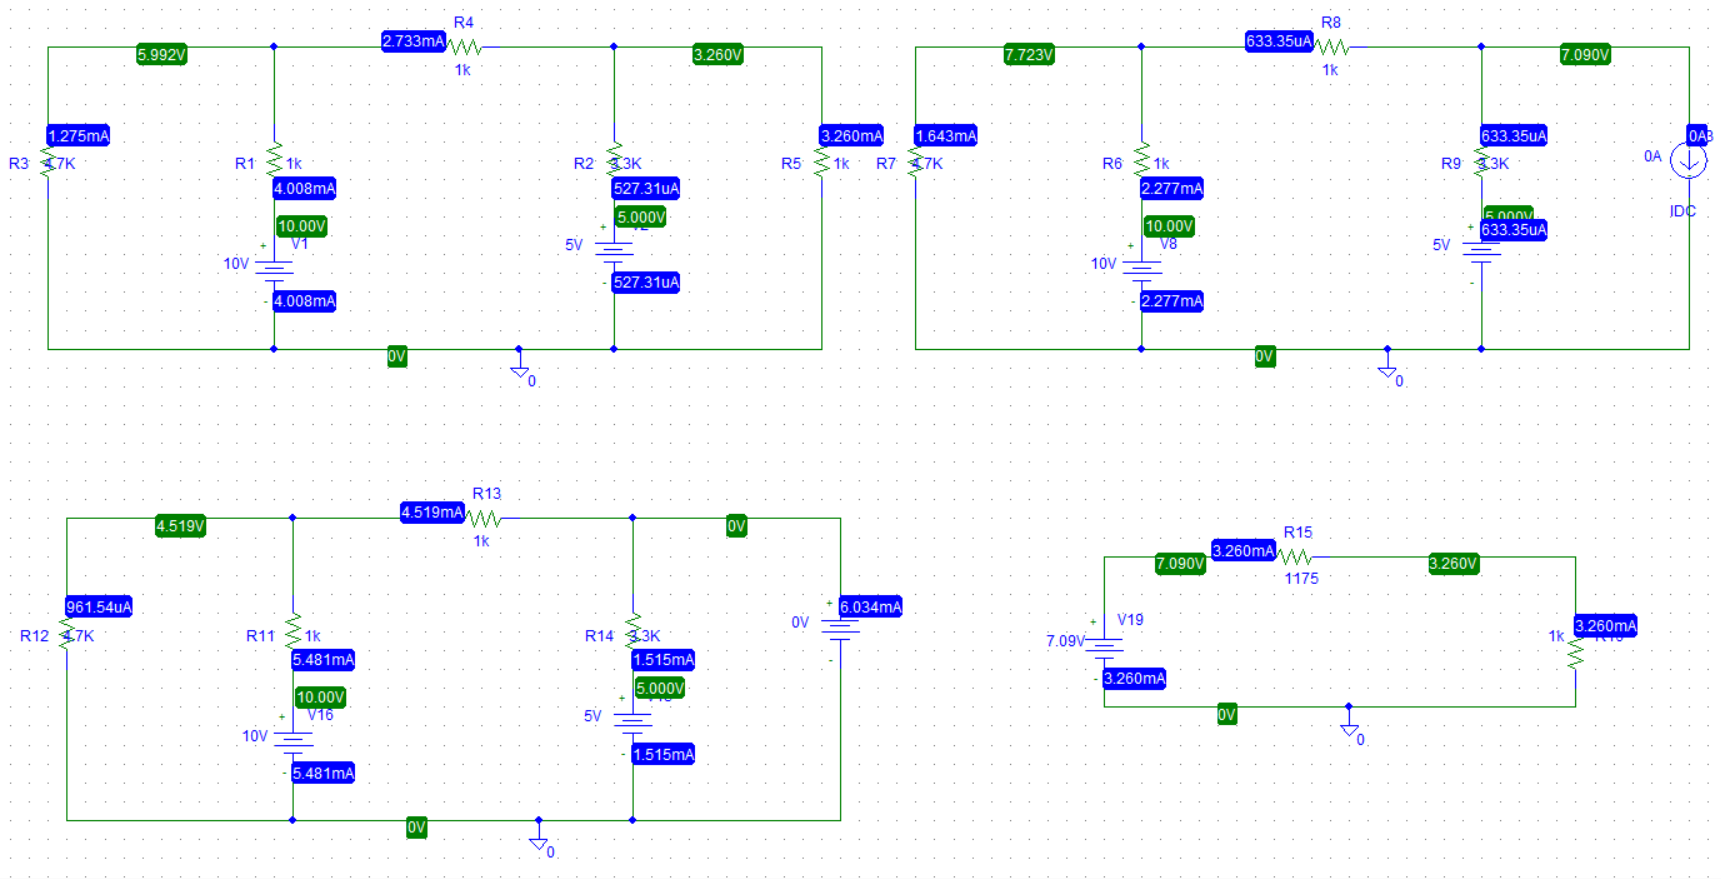 R4
2.733mA
1k
5.992V
3.260V
1.275mA
R3
4.7K
R1
1k
4.008mA
10.00V
V1
10V
4.008mA
R2
3.3K
527.31uA
5.000V
5V
527.31uA
3.260mA
R5
1k
0V
0
R8
633.35uA
1k
7.723V
7.090V
1.643mA
R7
4.7K
R6
1k
2.277mA
10.00V
V8
10V
2.277mA
633.35uA
R9
3.3K
5.000V
633.35uA
5V
0A
0A
IDC
0V
0
R13
4.519mA
1k
4.519V
0V
961.54uA
R12
4.7K
R11
1k
5.481mA
10.00V
V16
10V
5.481mA
R14
3.3K
1.515mA
5.000V
5V
1.515mA
6.034mA
0V
0V
0
R15
3.260mA
1175
7.090V
3.260V
V19
7.09V
3.260mA
3.260mA
1k
0V
0